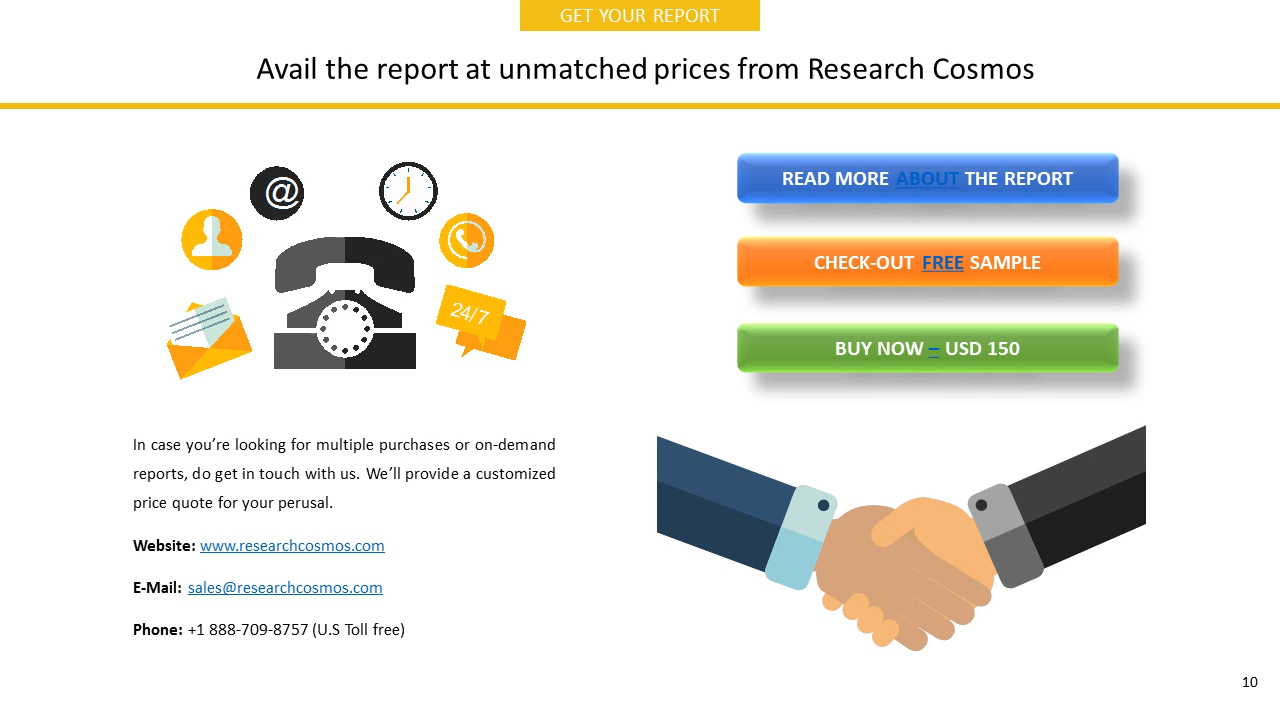 GET YOUR REPORT
Avail the report at unmatched prices from Research Cosmos
@
24/7
READ MORE ABOUT THE REPORT
CHECK-OUT FREE SAMPLE
BUY NOW – USD 150
In case you’re looking for multiple purchases or on-demand
reports, do get in touch with us. We’ll provide a customized
price quote for your perusal.
Website: www.researchcosmos.com
E-Mail: sales@researchcosmos.com
Phone: +1 888-709-8757 (U.S Toll free)
10